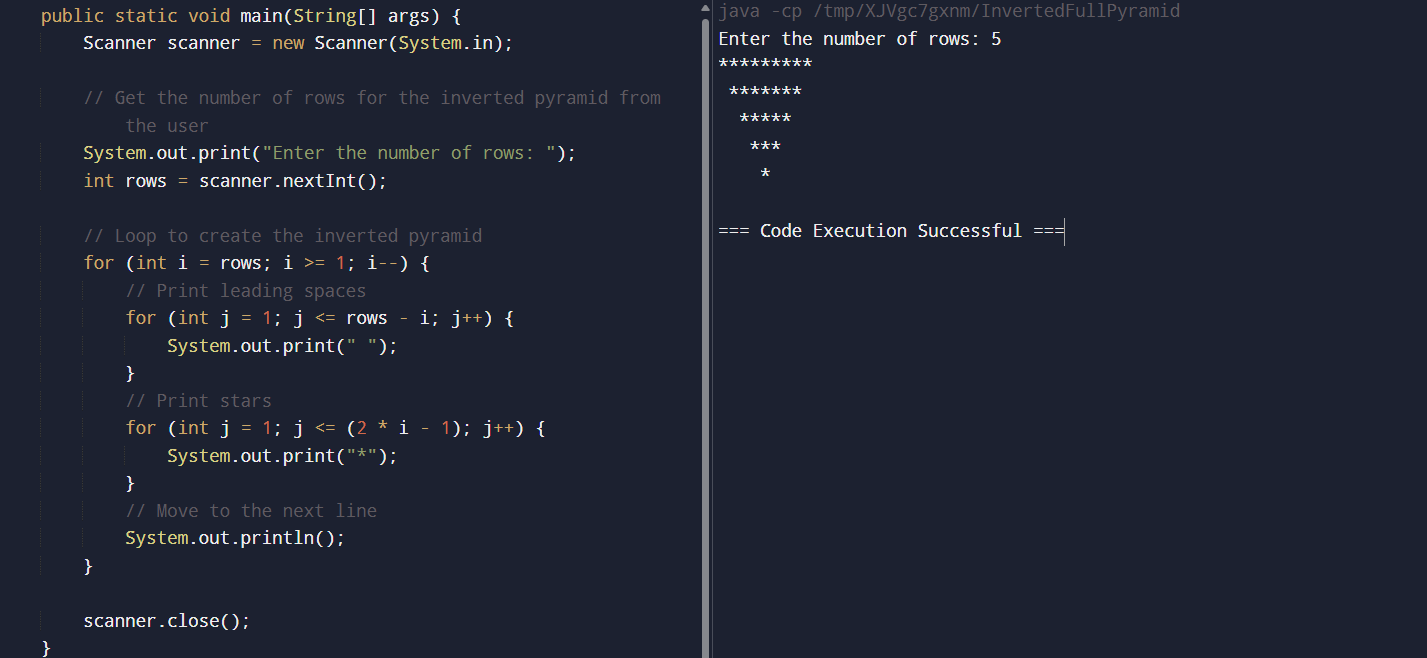 public static void main(String[] args) {
    Scanner scanner = new Scanner(System.in);

    // Get the number of rows for the inverted pyramid from
        the user
    System.out.print("Enter the number of rows: ");
    int rows = scanner.nextInt();

    // Loop to create the inverted pyramid
    for (int i = rows; i >= 1; i--) {
        // Print leading spaces
        for (int j = 1; j <= rows - i; j++) {
            System.out.print(" ");
        }
        // Print stars
        for (int j = 1; j <= (2 * i - 1); j++) {
            System.out.print("*");
        }
        // Move to the next line
        System.out.println();
    }

    scanner.close();
}
java -cp /tmp/XJVgc7gxnm/InvertedFullPyramid
Enter the number of rows: 5
*********
 *******
  *****
   ***
    *

=== Code Execution Successful ===